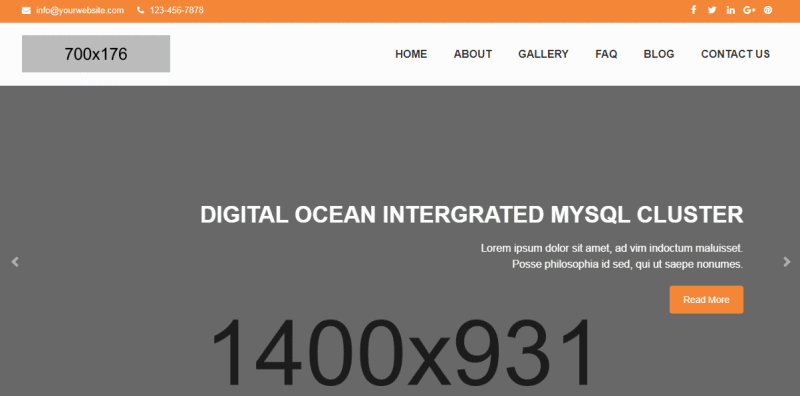 info@yourwebsite.com 123-456-7878
700x176
HOME ABOUT GALLERY FAQ BLOG CONTACT US
DIGITAL OCEAN INTERGRATED MYSQL CLUSTER
Lorem ipsum dolor sit amet, ad vim indoctum maluisset.
Posse philosophia id sed, qui ut saepe nonumes.
Read More
1400x931